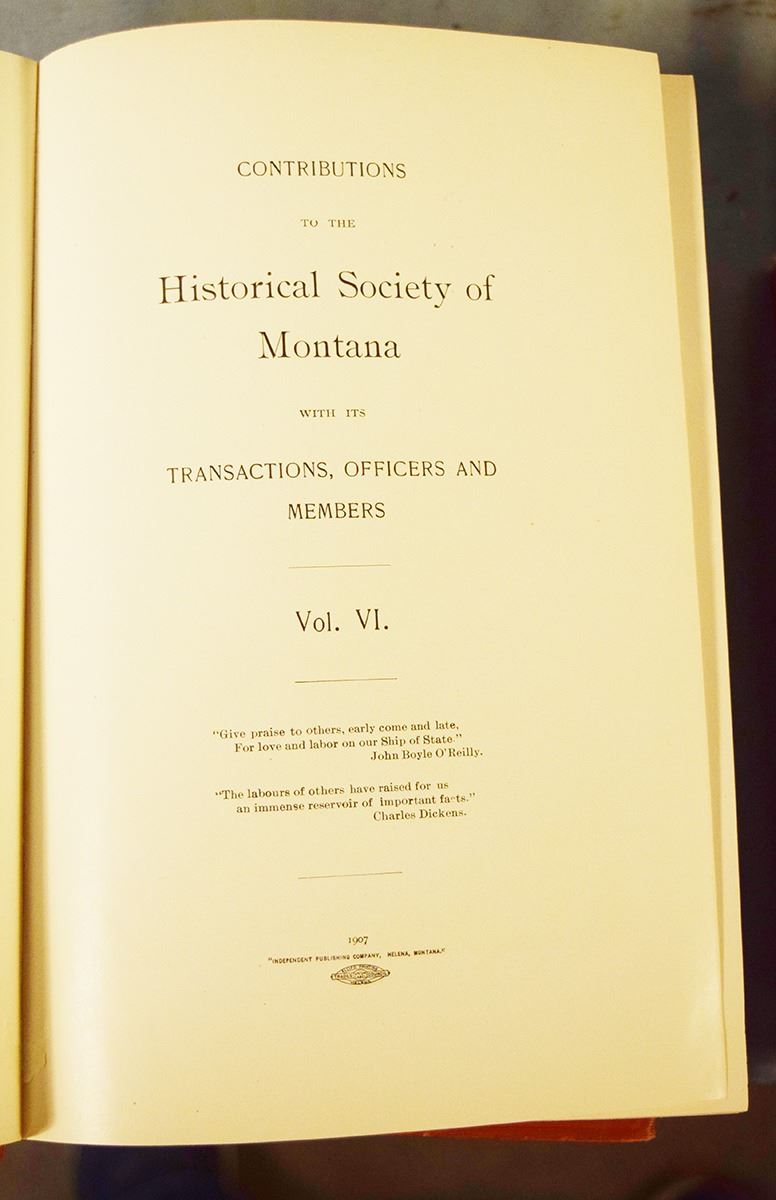 CONTRIBUTIONS
TO THE
Historical Society of
Montana
WITH ITS
TRANSACTIONS, OFFICERS AND
MEMBERS
Vol. VI.
"Give praise to others, early come and late,
For love and labor on our Ship of State."
John Boyle O'Reilly.
"The labours of others have raised for us
an immense reservoir of important facts."
Charles Dickens.
1907
"INDEPENDENT PUBLISHING COMPANY, HELENA, MONTANA."